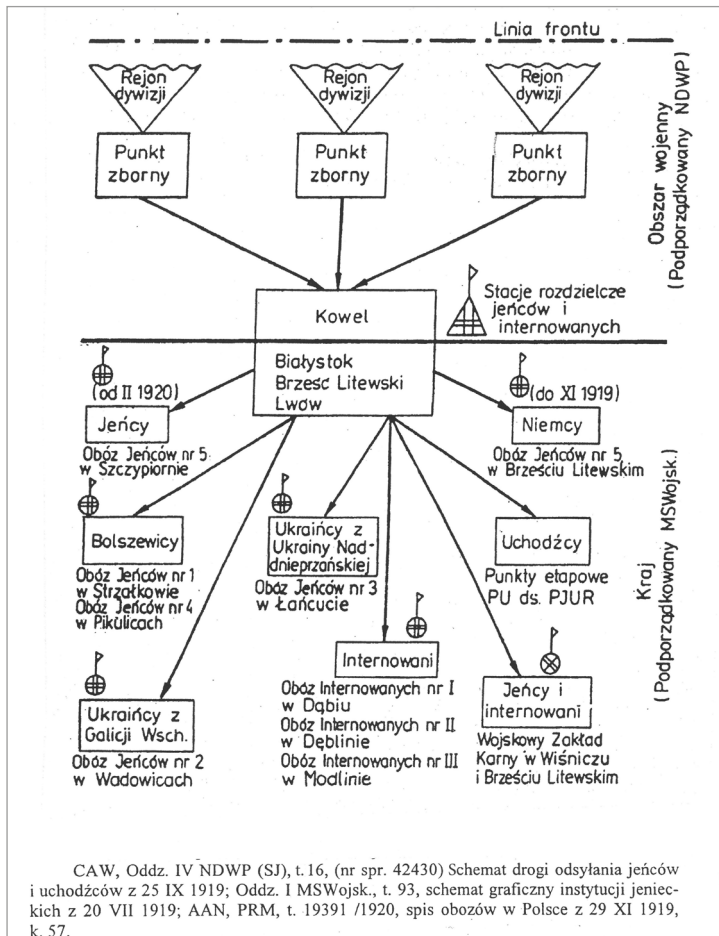 Linia frontu
Rejon
dywizji
Rejon
dywizji
Rejon
dywizji
Punkt
zborny
Punkt
zborny
Punkt
zborny
Obszar wojenny
(Podporządkowany NDWP)
Stacje rozdzielcze
jeńców i
internowanych
Kowel
Białystok
Brześć Litewski
Lwów
(od II 1920)
Jeńcy
Obóz Jeńców nr 5
w Szczypiornie
(do XI 1919)
Niemcy
Obóz Jeńców nr 5
w Brześciu Litewskim
Bolszewicy
Obóz Jeńców nr 1
w Strzałkowie
Obóz Jeńców nr 4
w Pikulicach
Ukraińcy z
Ukrainy Nad-
dnieprzańskiej
Obóz Jeńców nr 3
w Łańcucie
Uchodźcy
Punkty etapowe
PU ds. PJUR
Kraj
(Podporządkowany MSWojsk.)
Ukraińcy z
Galicji Wsch.
Obóz Jeńców nr 2
w Wadowicach
Internowani
Obóz Internowanych nr I
w Dąbiu
Obóz Internowanych nr II
w Dęblinie
Obóz Internowanych nr III
w Modlinie
Jeńcy i
internowani
Wojskowy Zakład
Karny w Wiśniczu
i Brześciu Litewskim
CAW, Oddz. IV NDWP (SJ), t. 16, (nr spr. 42430) Schemat drogi odsyłania jeńców
i uchodźców z 25 IX 1919; Oddz. I MSWojsk., t. 93, schemat graficzny instytucji jeniec-
kich z 20 VII 1919; AAN, PRM, t. 19391 /1920, spis obozów w Polsce z 29 XI 1919,
k. 57.